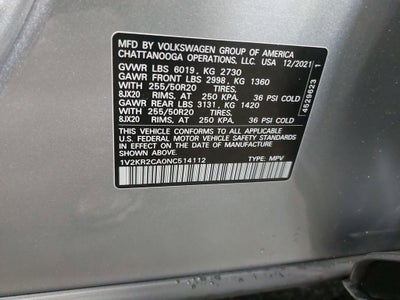 MFD. BY VOLKSWAGEN GROUP OF AMERICA
CHATTANOOGA OPERATIONS, LLC. USA 12/2021
GVWR LBS 6019, KG 2730
GAWR FRONT LBS 2998, KG 1360
WITH 255/50R20 TIRES,
8JX20 RIMS, AT 250 KPA, 36 PSI COLD
GAWR REAR LBS 3131, KG 1420
WITH 255/50R20 TIRES,
8JX20 RIMS, AT 250 KPA, 36 PSI COLD
THIS VEHICLE CONFORMS TO ALL APPLICABLE
U.S. FEDERAL MOTOR VEHICLE SAFETY STANDARDS
IN EFFECT ON THE DATE OF MANUFACTURE
SHOWN ABOVE.
1V2KR2CA0NC514112 TYPE: MPV